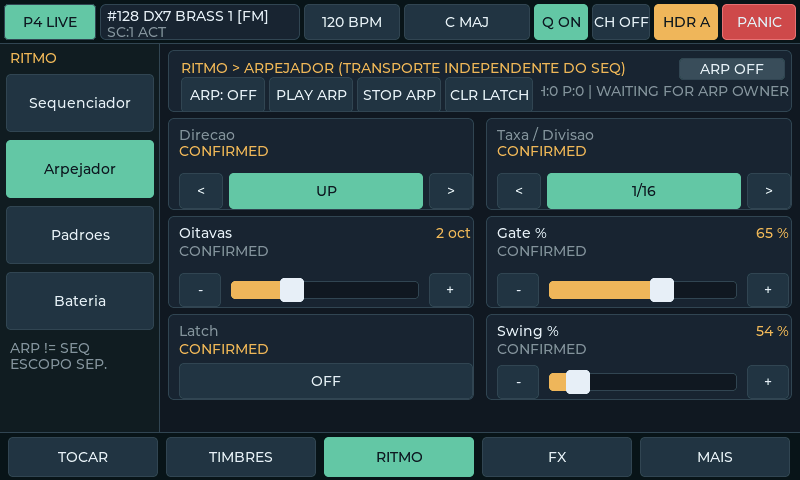 P4 LIVE
#128 DX7 BRASS 1 [FM]
SC:1 ACT
120 BPM
C MAJ
Q ON
CH OFF
HDR A
PANIC
RITMO
Sequenciador
Arpejador
Padroes
Bateria
ARP != SEQ
ESCOPO SEP.
RITMO > ARPEJADOR (TRANSPORTE INDEPENDENTE DO SEQ)
ARP OFF
ARP: OFF
PLAY ARP
STOP ARP
CLR LATCH
:0 P:0 | WAITING FOR ARP OWNER
Direcao
CONFIRMED
<
UP
>
Taxa / Divisao
CONFIRMED
<
1/16
>
Oitavas
2 oct
CONFIRMED
-
+
Gate %
65 %
CONFIRMED
-
+
Latch
CONFIRMED
OFF
Swing %
54 %
CONFIRMED
-
+
TOCAR
TIMBRES
RITMO
FX
MAIS